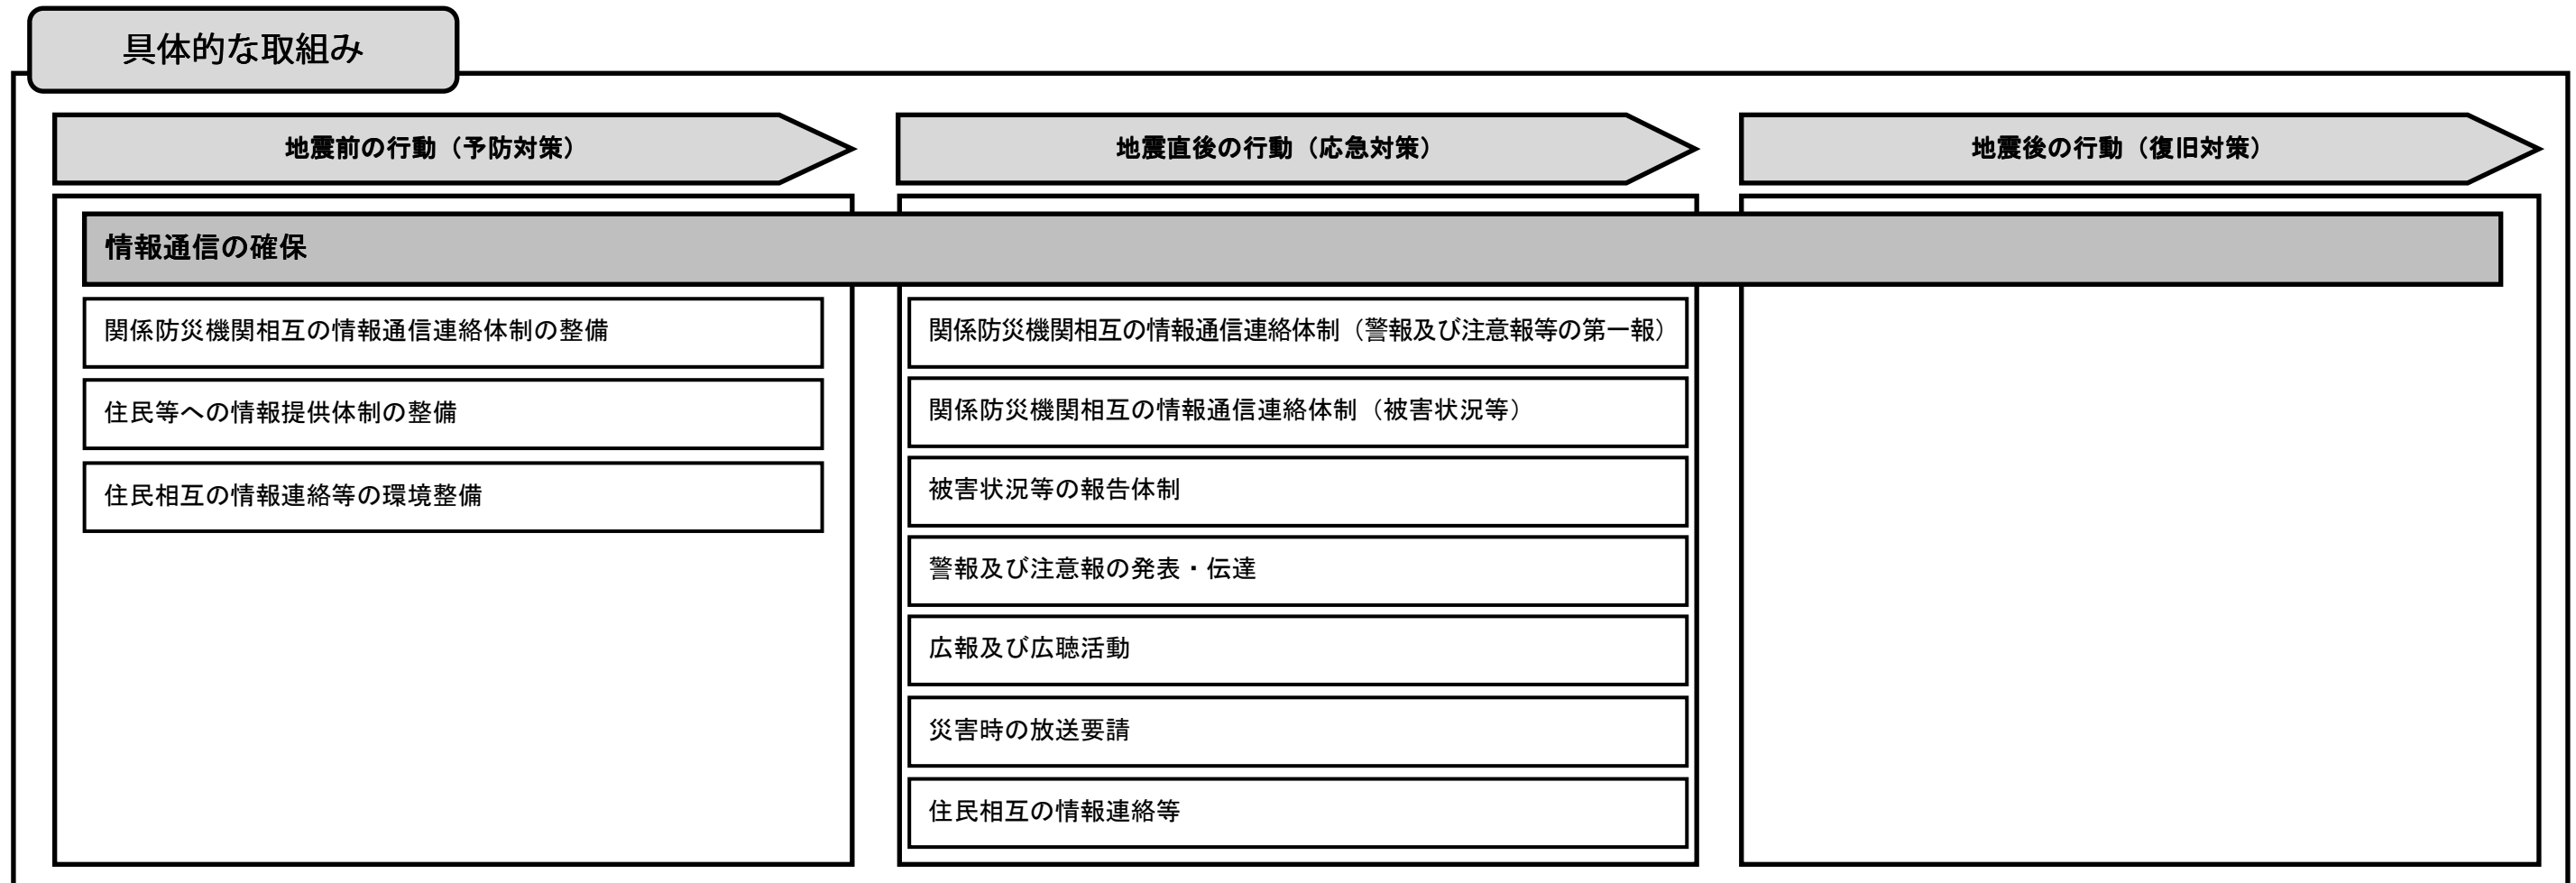 具体的な取組み
地震前の行動（予防対策）
地震直後の行動（応急対策）
地震後の行動（復旧対策）
情報通信の確保
関係防災機関相互の情報通信連絡体制の整備
住民等への情報提供体制の整備
住民相互の情報連絡等の環境整備
関係防災機関相互の情報通信連絡体制（警報及び注意報等の第一報）
関係防災機関相互の情報通信連絡体制（被害状況等）
被害状況等の報告体制
警報及び注意報の発表・伝達
広報及び広聴活動
災害時の放送要請
住民相互の情報連絡等